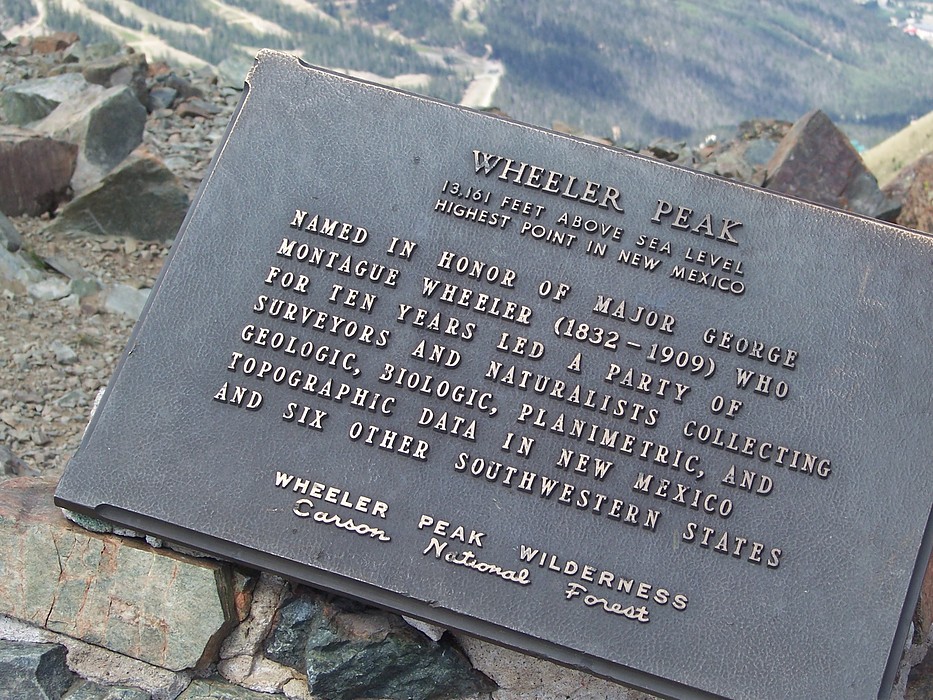 WHEELER PEAK
13,161 FEET ABOVE SEA LEVEL
HIGHEST POINT IN NEW MEXICO
NAMED IN HONOR OF MAJOR GEORGE
MONTAGUE WHEELER (1832-1909) WHO
FOR TEN YEARS LED A PARTY OF
SURVEYORS AND NATURALISTS COLLECTING
GEOLOGIC, BIOLOGIC, PLANIMETRIC, AND
TOPOGRAPHIC DATA IN NEW MEXICO
AND SIX OTHER SOUTHWESTERN STATES
WHEELER PEAK WILDERNESS
Carson National Forest